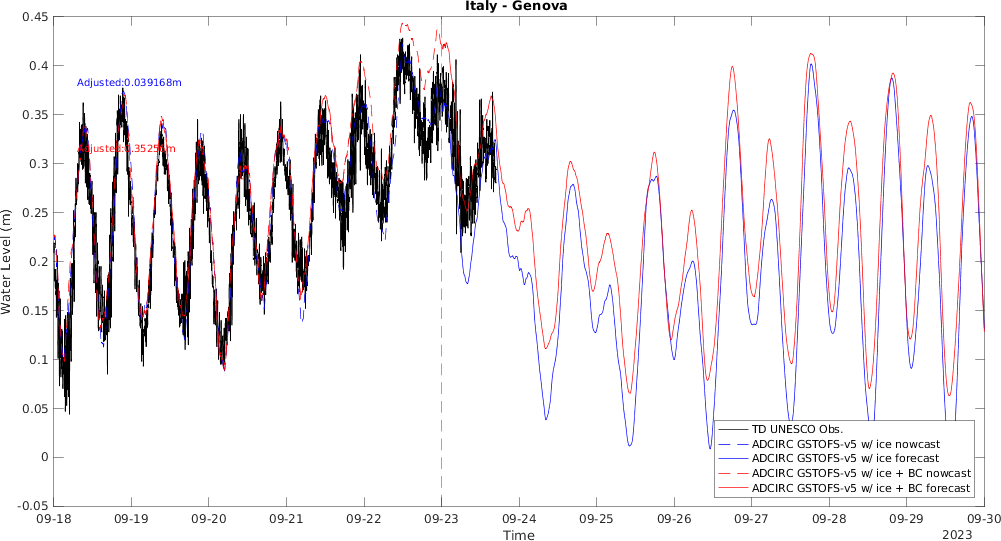 Italy - Genova
0.45
0.4
0.35
0.3
0.25
0.2
0.15
0.1
0.05
0
-0.05
Water Level (m)
Adjusted:0.039168m
TD UNESCO Obs.
ADCIRC GSTOFS-v5 w/ ice nowcast
ADCIRC GSTOFS-v5 w/ ice forecast
ADCIRC GSTOFS-v5 w/ ice + BC nowcast
ADCIRC GSTOFS-v5 w/ ice + BC forecast
09-18 09-19 09-20 09-21 09-22 09-23 09-24 09-25 09-26 09-27 09-28 09-29 09-30
Time
2023